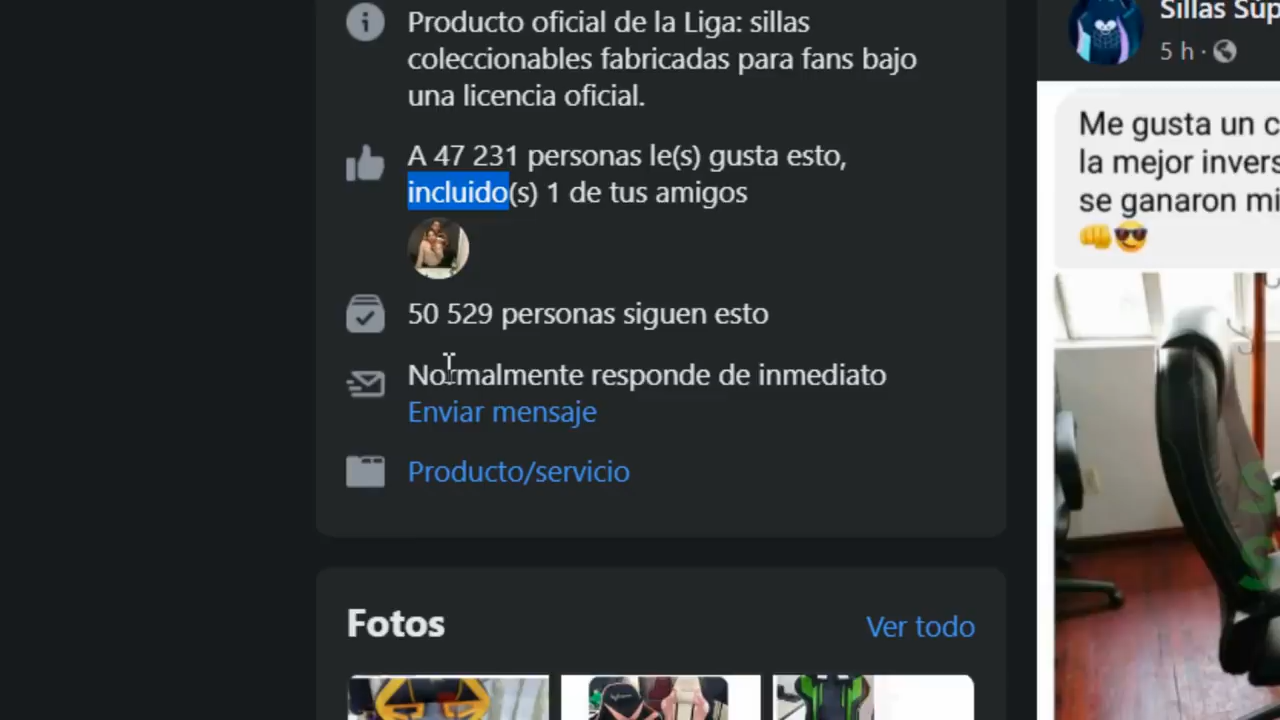 Producto oficial de la Liga: sillas
coleccionables fabricadas para fans bajo
una licencia oficial.
A 47 231 personas le(s) gusta esto,
incluido(s) 1 de tus amigos
50 529 personas siguen esto
Normalmente responde de inmediato
Enviar mensaje
Producto/servicio
Fotos
Ver todo
Sillas Súp
5 h ·
Me gusta un c
la mejor invers
se ganaron mi